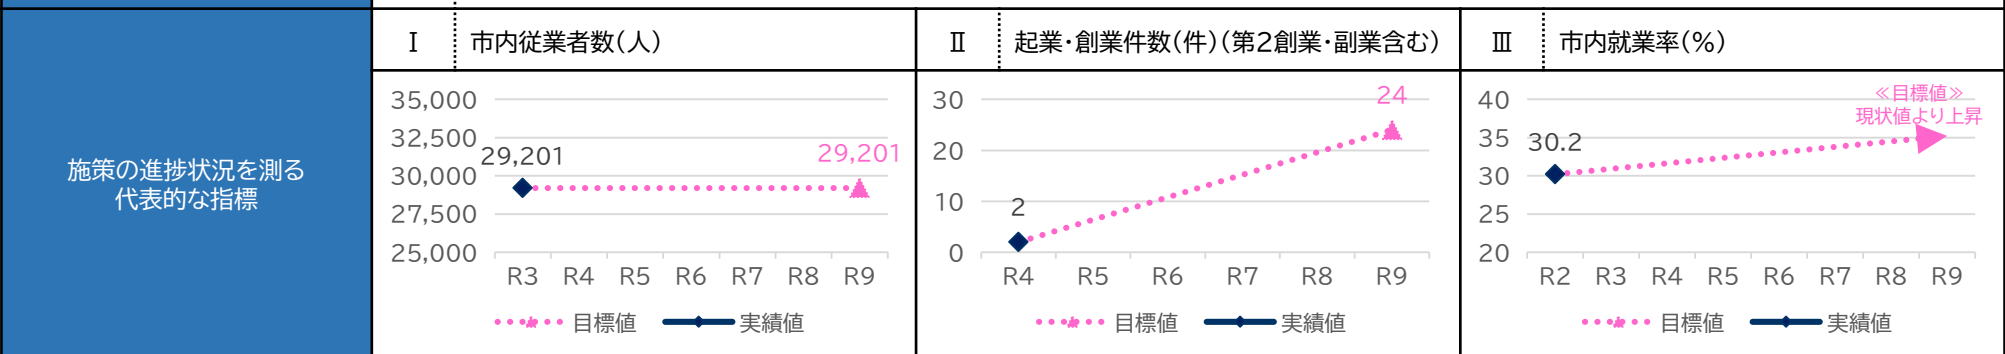 施策の進捗状況を測る
代表的な指標
Ⅰ 市内従業者数(人)
35,000
32,500
30,000
27,500
25,000
29,201
29,201
R3 R4 R5 R6 R7 R8 R9
目標値 実績値
Ⅱ 起業・創業件数(件)(第2創業・副業含む)
30
20
10
0
2
24
R4 R5 R6 R7 R8 R9
目標値 実績値
Ⅲ 市内就業率(%)
40
35
30
25
20
30.2
≪目標値≫
現状値より上昇
R2 R3 R4 R5 R6 R7 R8 R9
目標値 実績値